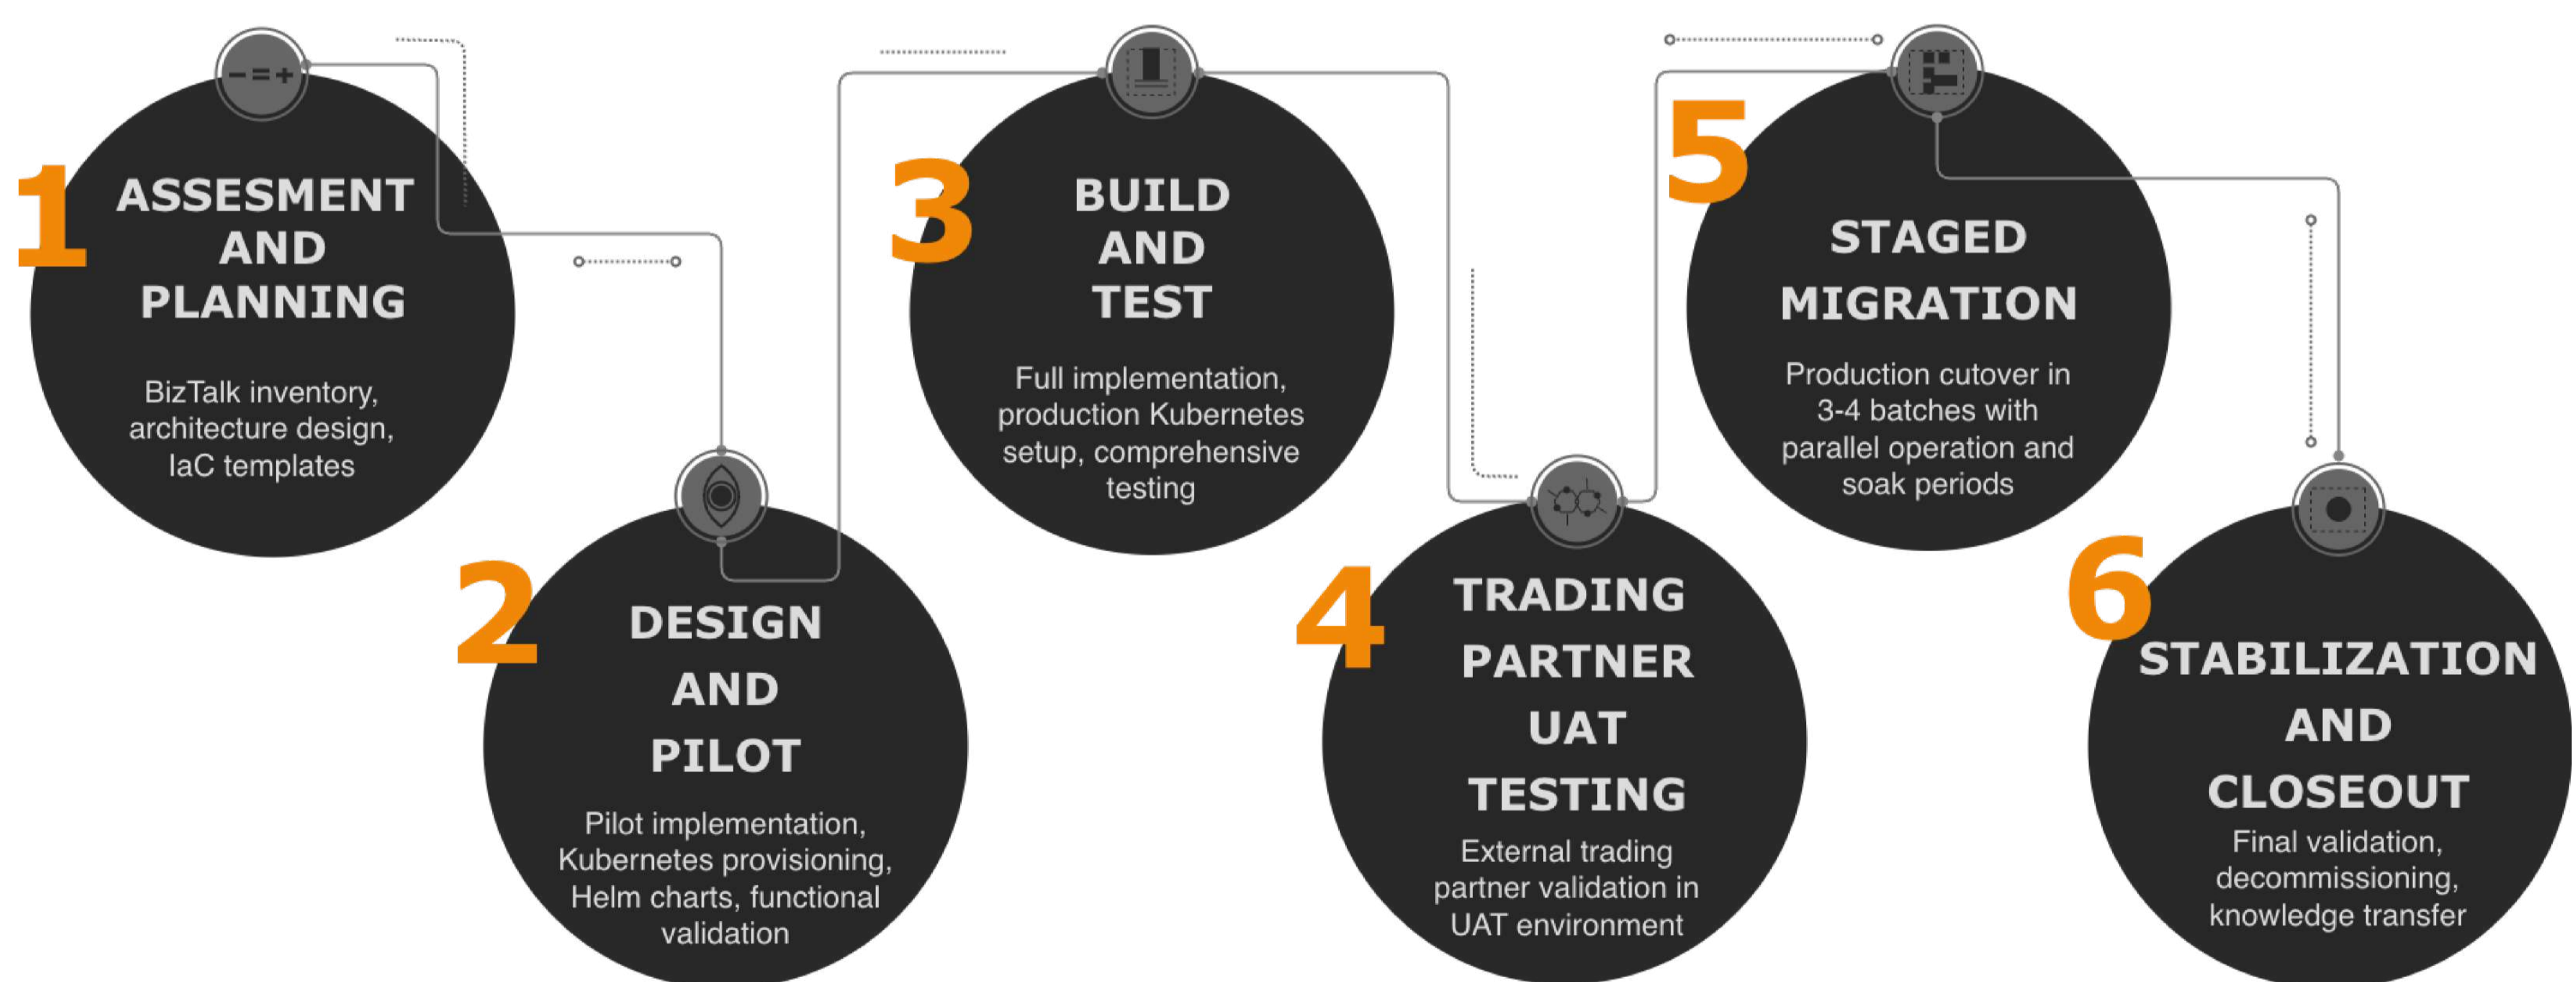 1
ASSESMENT
AND
PLANNING
BizTalk inventory,
architecture design,
IaC templates
2
DESIGN
AND
PILOT
Pilot implementation,
Kubernetes provisioning,
Helm charts, functional
validation
3
BUILD
AND
TEST
Full implementation,
production Kubernetes
setup, comprehensive
testing
4
TRADING
PARTNER
UAT
TESTING
External trading
partner validation in
UAT environment
5
STAGED
MIGRATION
Production cutover in
3-4 batches with
parallel operation and
soak periods
6
STABILIZATION
AND
CLOSEOUT
Final validation,
decommissioning,
knowledge transfer